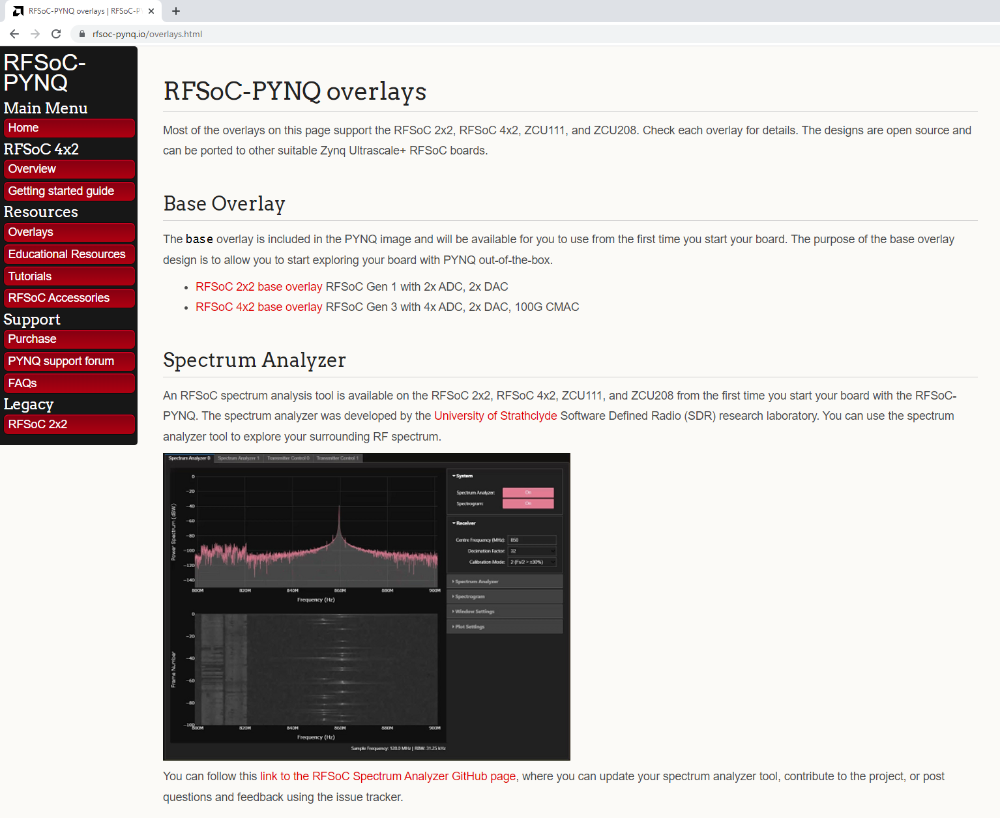 RFSoC-PYNQ overlays | RFSoC-P
rfsoc-pynq.io/overlays.html
RFSoC-
PYNQ
Main Menu
Home
RFSoC 4x2
Overview
Getting started guide
Resources
Overlays
Educational Resources
Tutorials
RFSoC Accessories
Support
Purchase
PYNQ support forum
FAQs
Legacy
RFSoC 2x2
RFSoC-PYNQ overlays
Most of the overlays on this page support the RFSoC 2x2, RFSoC 4x2, ZCU111, and ZCU208. Check each overlay for details. The designs are open source and
can be ported to other suitable Zynq Ultrascale+ RFSoC boards.
Base Overlay
The base overlay is included in the PYNQ image and will be available for you to use from the first time you start your board. The purpose of the base overlay
design is to allow you to start exploring your board with PYNQ out-of-the-box.
• RFSoC 2x2 base overlay RFSoC Gen 1 with 2x ADC, 2x DAC
• RFSoC 4x2 base overlay RFSoC Gen 3 with 4x ADC, 2x DAC, 100G CMAC
Spectrum Analyzer
An RFSoC spectrum analysis tool is available on the RFSoC 2x2, RFSoC 4x2, ZCU111, and ZCU208 from the first time you start your board with the RFSoC-
PYNQ. The spectrum analyzer was developed by the University of Strathclyde Software Defined Radio (SDR) research laboratory. You can use the spectrum
analyzer tool to explore your surrounding RF spectrum.
Spectrum Analyzer 0 Spectrum Analyzer 1 Transmitter Control 0 Transmitter Control 1
Power Spectrum (dBW)
0
−20
−40
−60
−80
−100
−120
−140
800M 820M 840M 860M 880M 900M
Frequency (Hz)
Frame Number
0
−20
−40
−60
−80
−100
800M 820M 840M 860M 880M 900M
Frequency (Hz)
Sample Frequency: 128.0 MHz | RBW: 31.25 kHz
System
Spectrum Analyzer: On
Spectrogram: On
Receiver
Centre Frequency (MHz): 850
Decimation Factor: 32
Calibration Mode: 2 (Fs/2 > ±30%)
Spectrum Analyzer
Spectrogram
Window Settings
Plot Settings
You can follow this link to the RFSoC Spectrum Analyzer GitHub page, where you can update your spectrum analyzer tool, contribute to the project, or post
questions and feedback using the issue tracker.